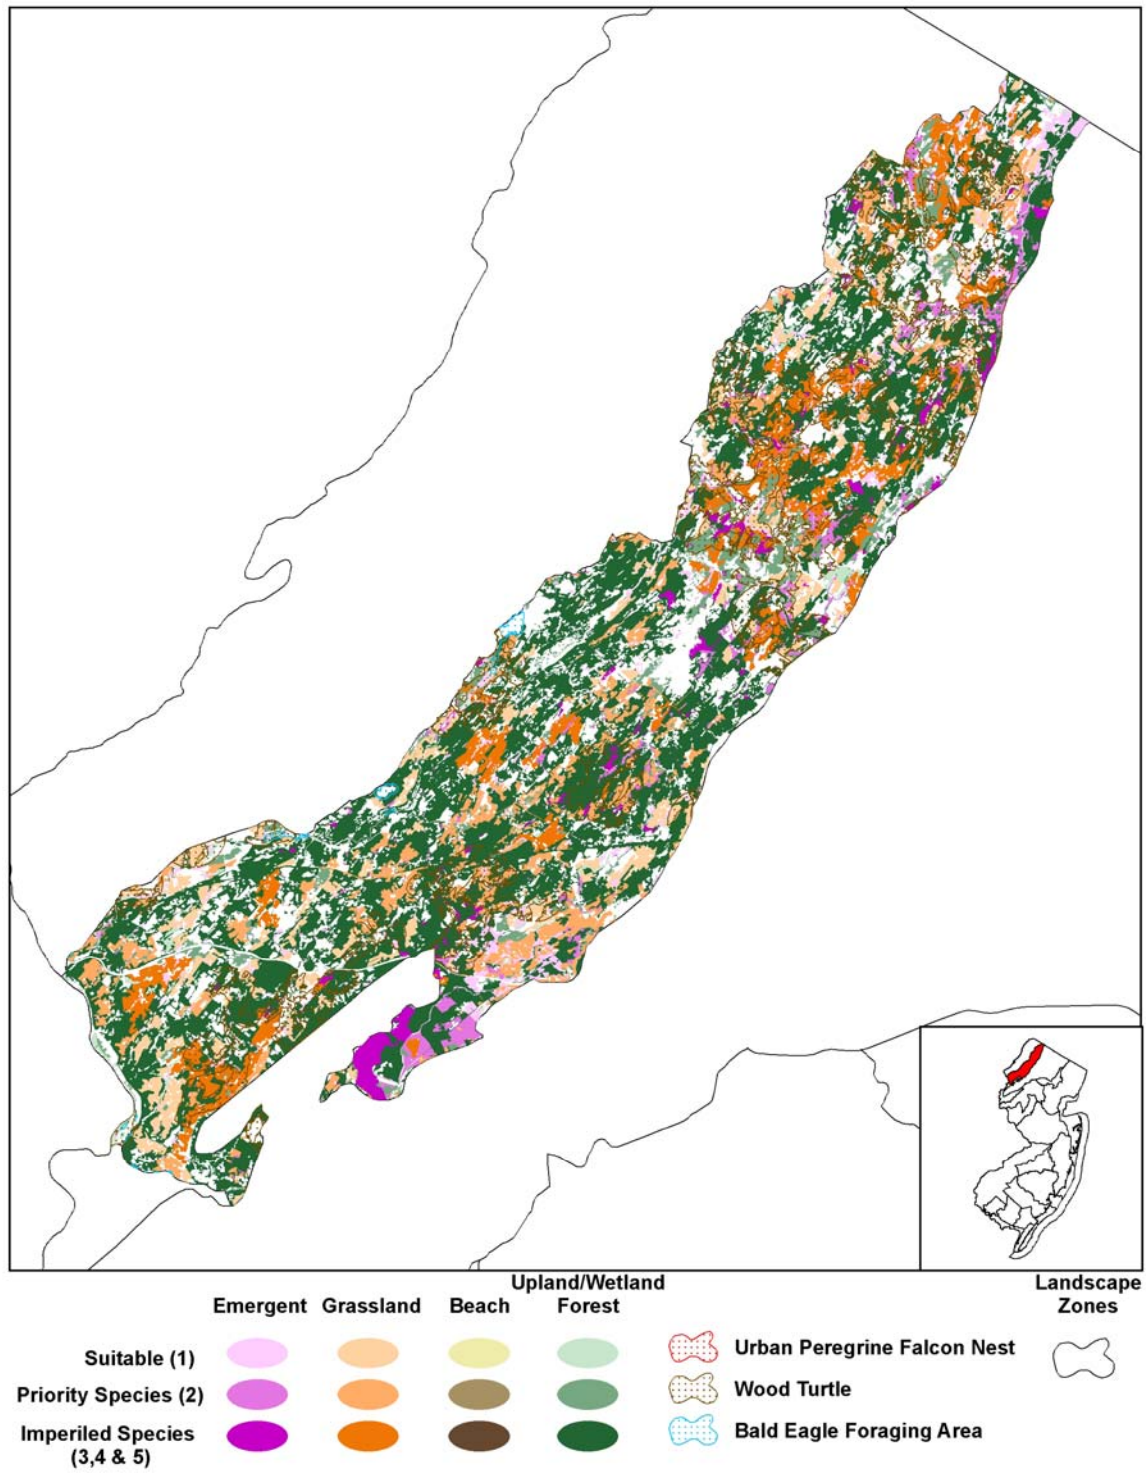 Upland/Wetland
Landscape
Emergent Grassland Beach Forest Zones
Suitable (1)
Urban Peregrine Falcon Nest
Priority Species (2)
Wood Turtle
Imperiled Species
Bald Eagle Foraging Area
(3,4 & 5)